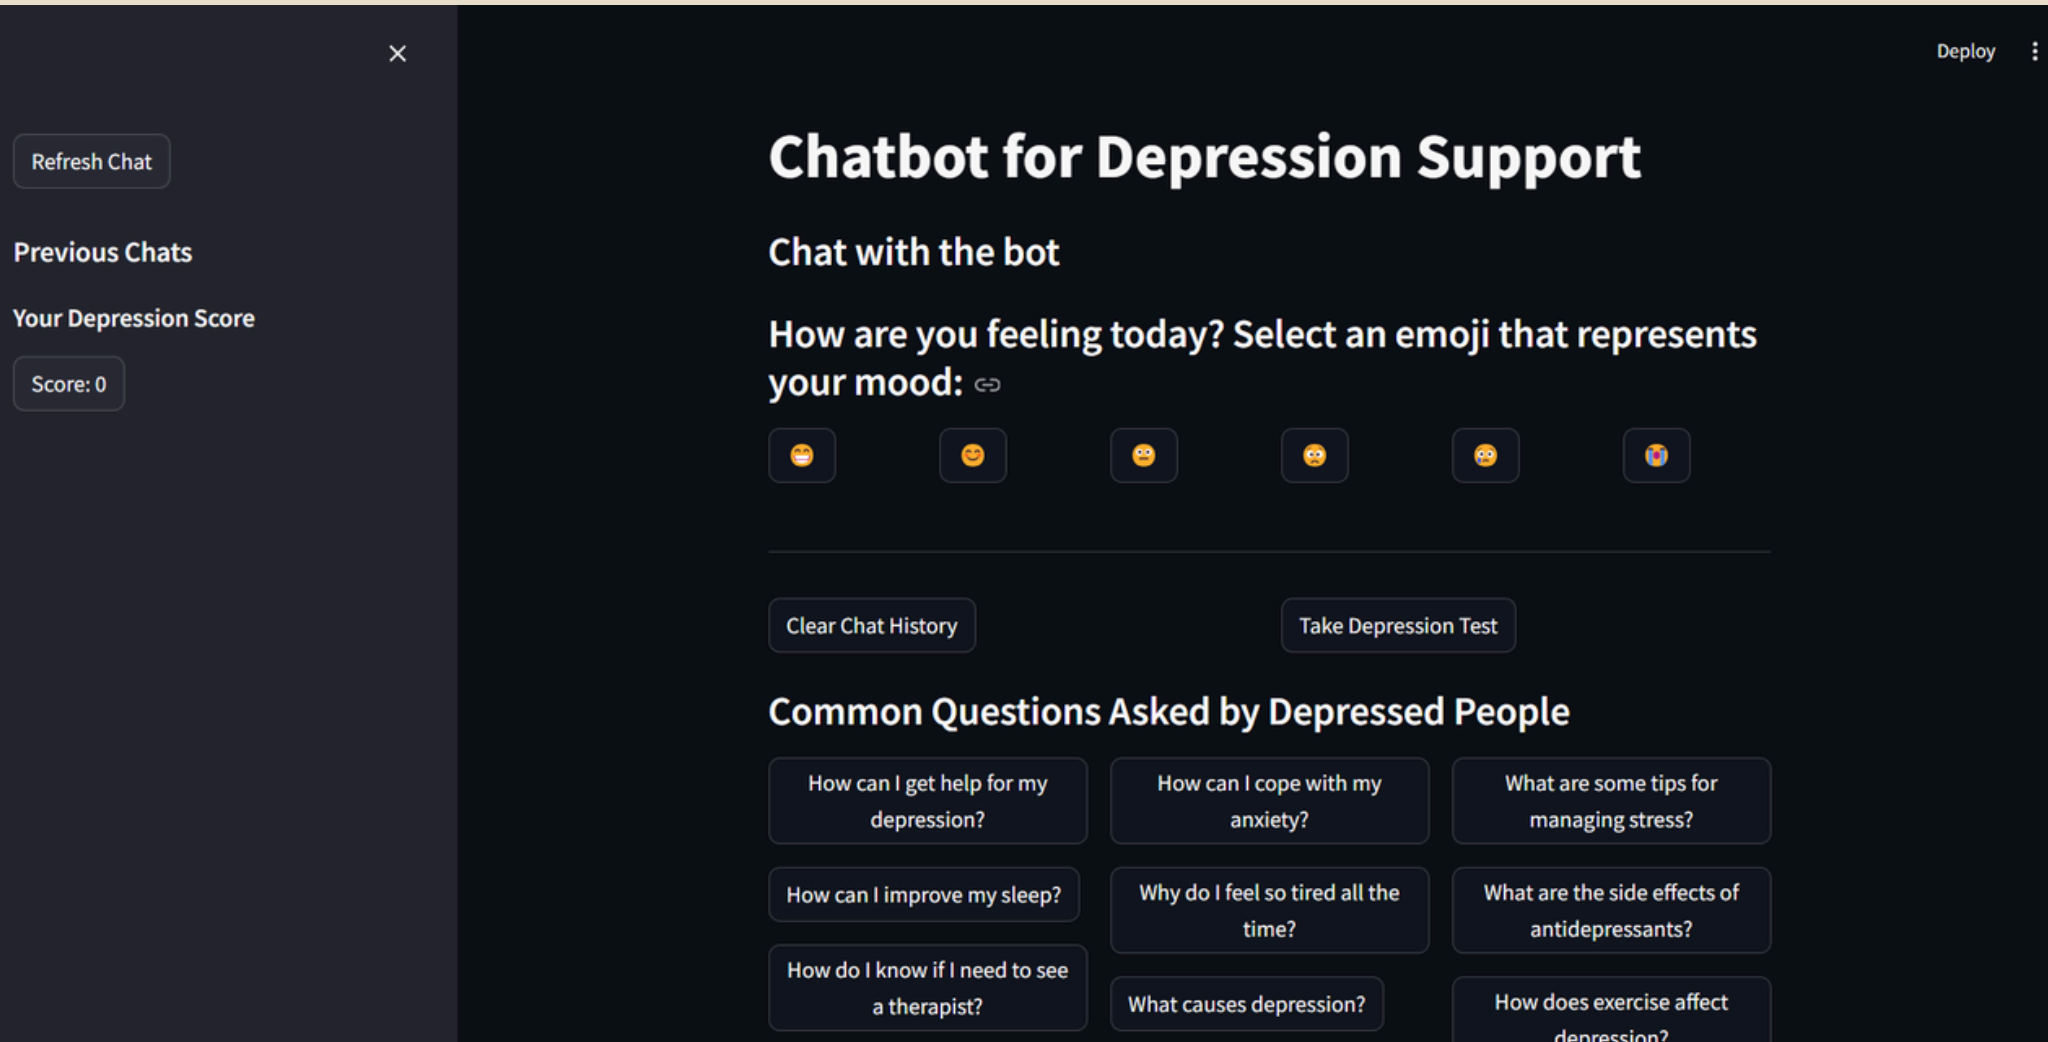 Deploy
Refresh Chat
Previous Chats
Your Depression Score
Score: 0
Chatbot for Depression Support
Chat with the bot
How are you feeling today? Select an emoji that represents
your mood:
Clear Chat History
Take Depression Test
Common Questions Asked by Depressed People
How can I get help for my
depression?
How can I cope with my
anxiety?
What are some tips for
managing stress?
How can I improve my sleep?
Why do I feel so tired all the
time?
What are the side effects of
antidepressants?
How do I know if I need to see
a therapist?
What causes depression?
How does exercise affect
depression?